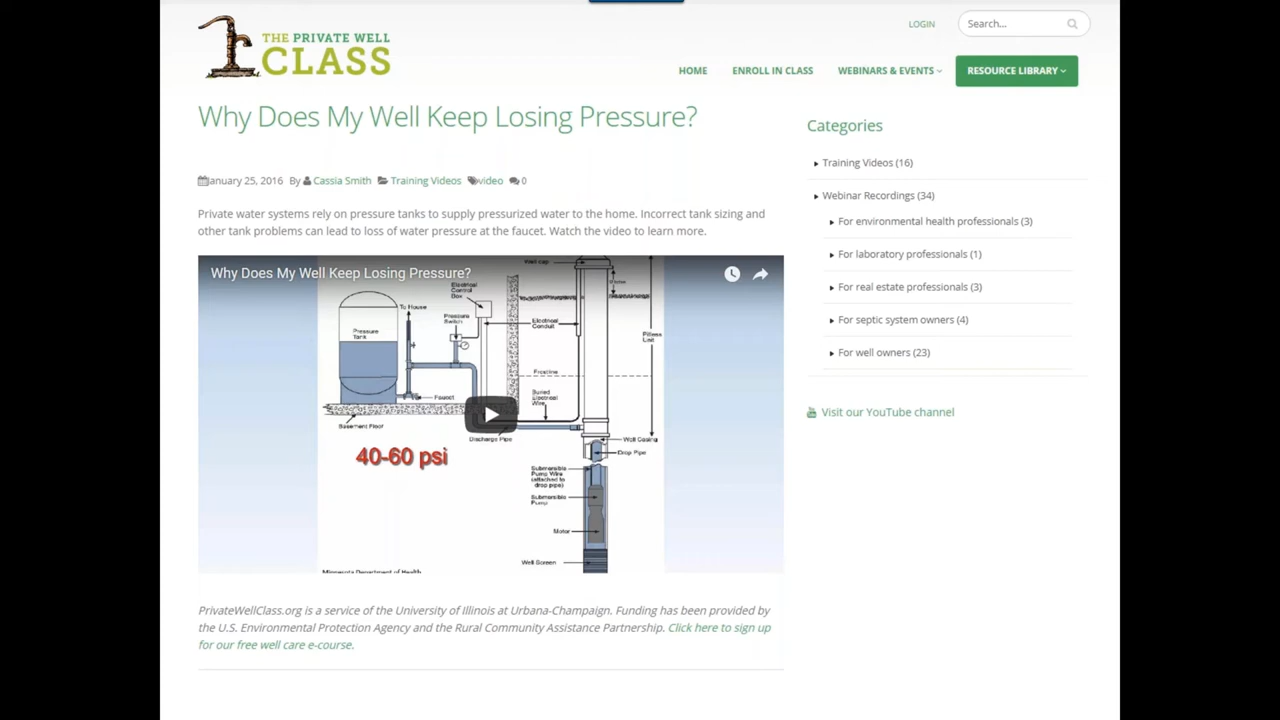 THE PRIVATE WELL
CLASS
LOGIN
Search...
HOME
ENROLL IN CLASS
WEBINARS & EVENTS
RESOURCE LIBRARY
Why Does My Well Keep Losing Pressure?
January 25, 2016 By Cassia Smith Training Videos video 0
Private water systems rely on pressure tanks to supply pressurized water to the home. Incorrect tank sizing and
other tank problems can lead to loss of water pressure at the faucet. Watch the video to learn more.
Why Does My Well Keep Losing Pressure?
Well cap
Electrical
Control
Box
To House
Pressure
Switch
Pressure
Tank
Electrical
Conduit
Pitless
Unit
Frostline
Buried
Electrical
Wire
Faucet
Basement Floor
Discharge Pipe
Well Casing
Drop Pipe
40-60 psi
Submersible
Pump Wire
(attached to
drop pipe)
Submersible
Pump
Motor
Well Screen
Minnesota Department of Health
PrivateWellClass.org is a service of the University of Illinois at Urbana-Champaign. Funding has been provided by
the U.S. Environmental Protection Agency and the Rural Community Assistance Partnership. Click here to sign up
for our free well care e-course.
Categories
Training Videos (16)
Webinar Recordings (34)
For environmental health professionals (3)
For laboratory professionals (1)
For real estate professionals (3)
For septic system owners (4)
For well owners (23)
Visit our YouTube channel